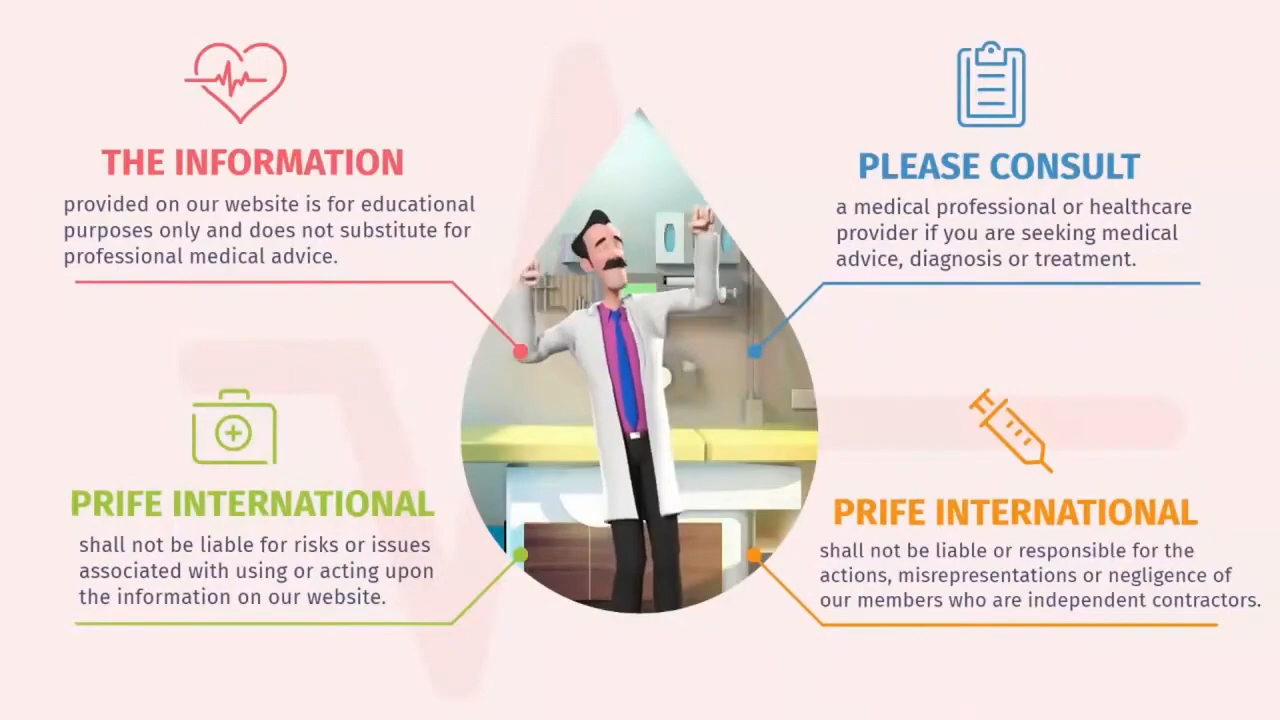 THE INFORMATION
provided on our website is for educational
purposes only and does not substitute for
professional medical advice.
PLEASE CONSULT
a medical professional or healthcare
provider if you are seeking medical
advice, diagnosis or treatment.
PRIFE INTERNATIONAL
shall not be liable for risks or issues
associated with using or acting upon
the information on our website.
PRIFE INTERNATIONAL
shall not be liable or responsible for the
actions, misrepresentations or negligence of
our members who are independent contractors.